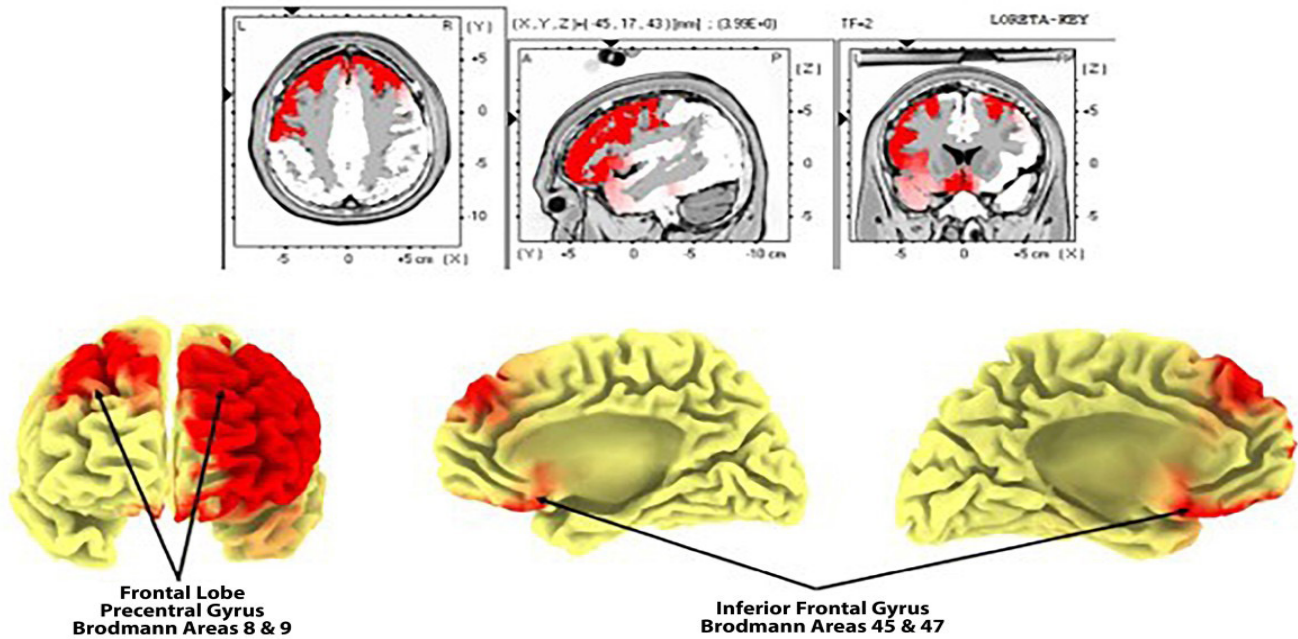 L R [Y]
(X,Y,Z)=(-45,17,43)[mm] ; (3.99E+0)
TF=2
LORETA-KEY
+5
0
-5
-10
-5 0 +5 cm [X]
A P [Z]
+5
0
-5
[Y] +5 0 -5 -10 cm
L [Z]
+5
0
-5
-5 0 +5 cm [X]
Frontal Lobe
Precentral Gyrus
Brodmann Areas 8 & 9
Inferior Frontal Gyrus
Brodmann Areas 45 & 47